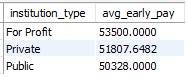 institution_type avg_early_pay
For Profit 53500.0000
Private 51807.6482
Public 50328.0000